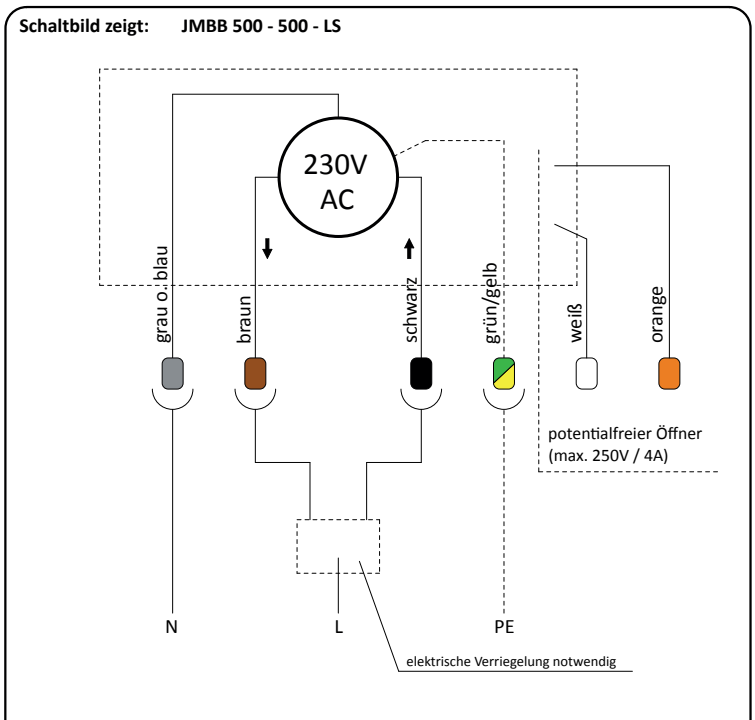 Schaltbild zeigt: JMBB 500 - 500 - LS
230V
AC
grau o. blau
braun
schwarz
grün/gelb
weiß
orange
potentialfreier Öffner
(max. 250V / 4A)
N
L
PE
elektrische Verriegelung notwendig